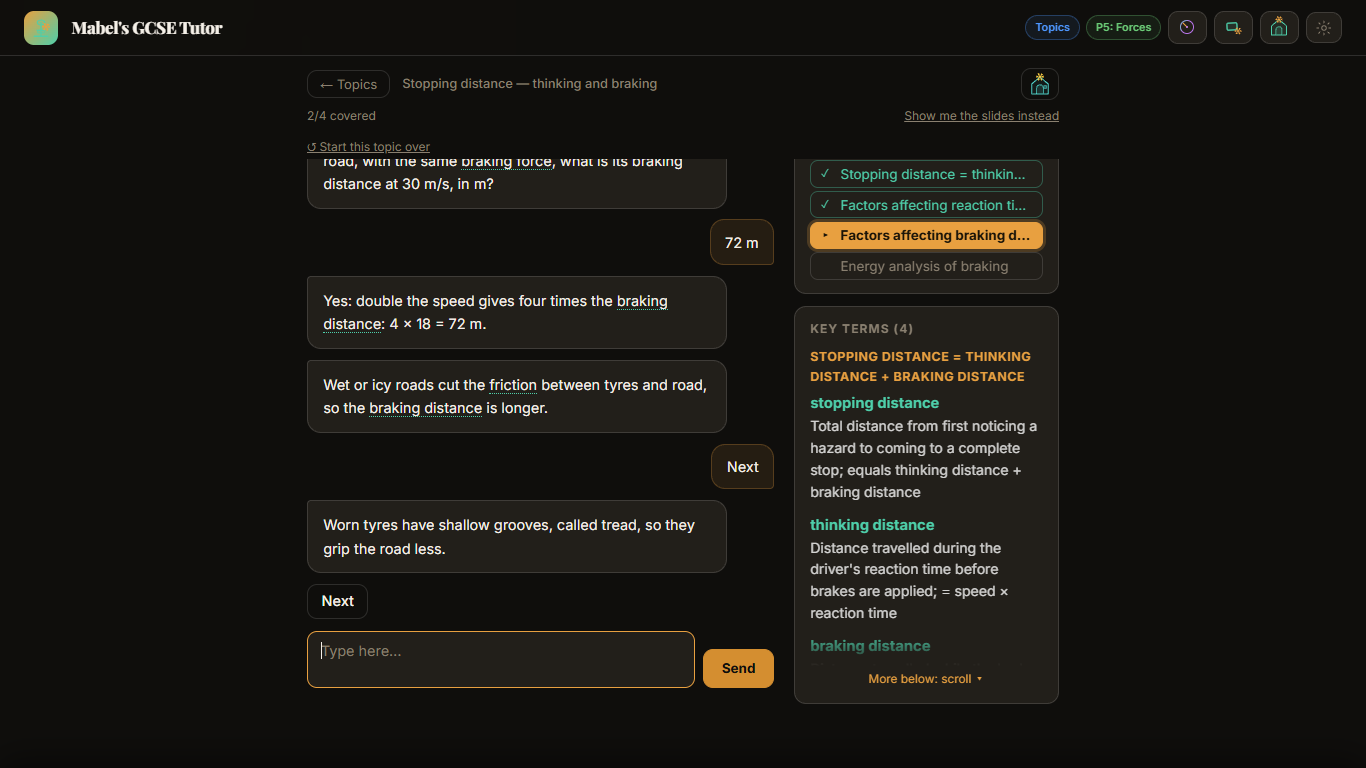 Mabel's GCSE Tutor
Topics
P5: Forces
← Topics
Stopping distance — thinking and braking
2/4 covered
Show me the slides instead
↺ Start this topic over
road, with the same braking force, what is its braking
distance at 30 m/s, in m?
72 m
Yes: double the speed gives four times the braking
distance: 4 × 18 = 72 m.
Wet or icy roads cut the friction between tyres and road,
so the braking distance is longer.
Next
Worn tyres have shallow grooves, called tread, so they
grip the road less.
Next
Type here...
Send
✓ Stopping distance = thinkin...
✓ Factors affecting reaction ti...
▸ Factors affecting braking d...
Energy analysis of braking
KEY TERMS (4)
STOPPING DISTANCE = THINKING
DISTANCE + BRAKING DISTANCE
stopping distance
Total distance from first noticing a
hazard to coming to a complete
stop; equals thinking distance +
braking distance
thinking distance
Distance travelled during the
driver's reaction time before
brakes are applied; = speed ×
reaction time
braking distance
More below: scroll ▾